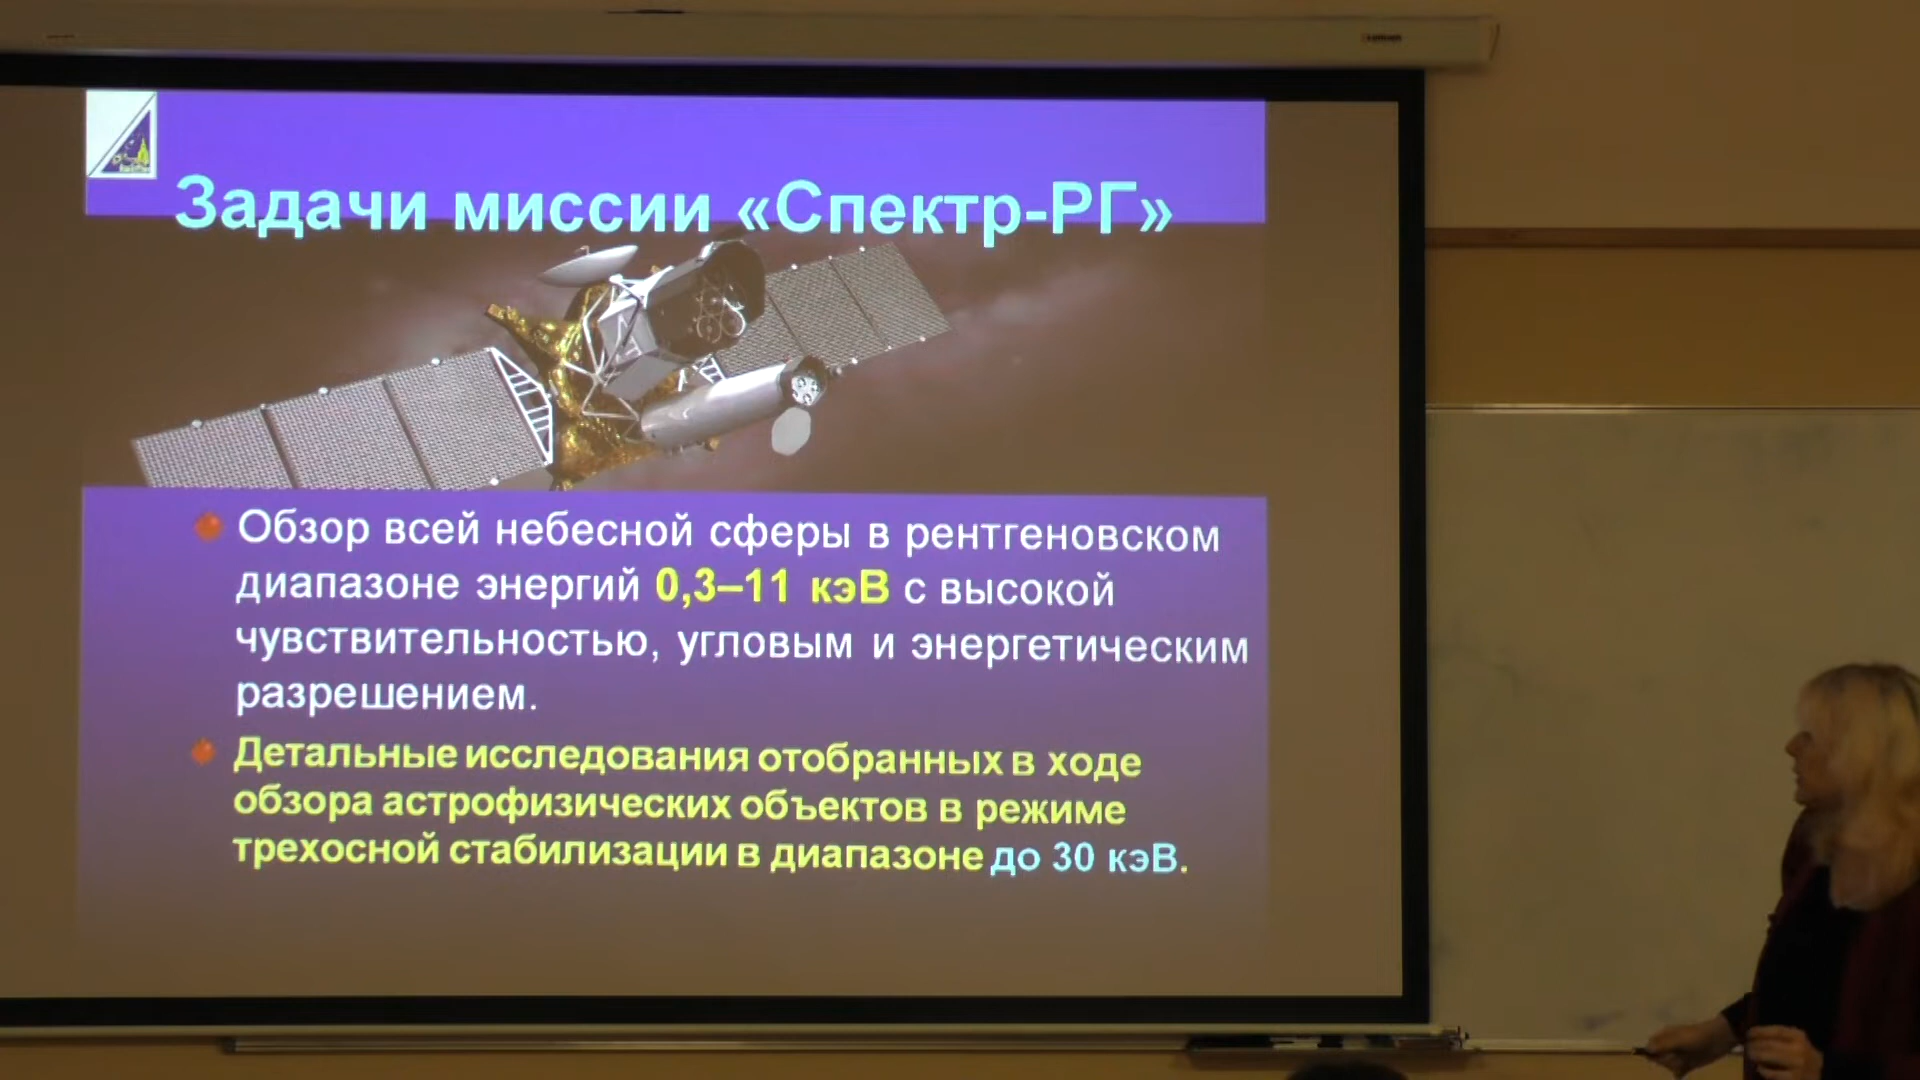 Задачи миссии «Спектр-РГ»
Обзор всей небесной сферы в рентгеновском
диапазоне энергий 0,3–11 кэВ с высокой
чувствительностью, угловым и энергетическим
разрешением.
Детальные исследования отобранных в ходе
обзора астрофизических объектов в режиме
трехосной стабилизации в диапазоне до 30 кэВ.